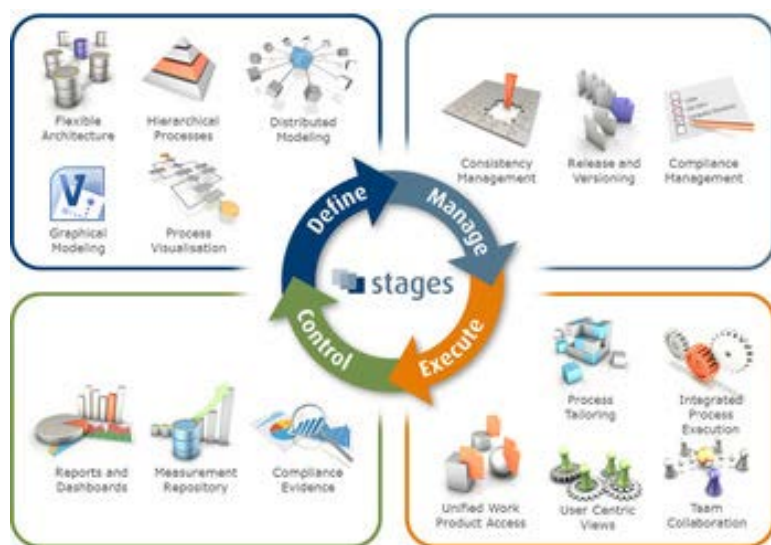 Flexible
Architecture
Hierarchical
Processes
Distributed
Modeling
Graphical
Modeling
Process
Visualisation
Consistency
Management
Release and
Versioning
Compliance
Management
Define
Manage
Execute
Control
stages
Reports and
Dashboards
Measurement
Repository
Compliance
Evidence
Process
Tailoring
Integrated
Process
Execution
Unified Work
Product Access
User Centric
Views
Team
Collaboration